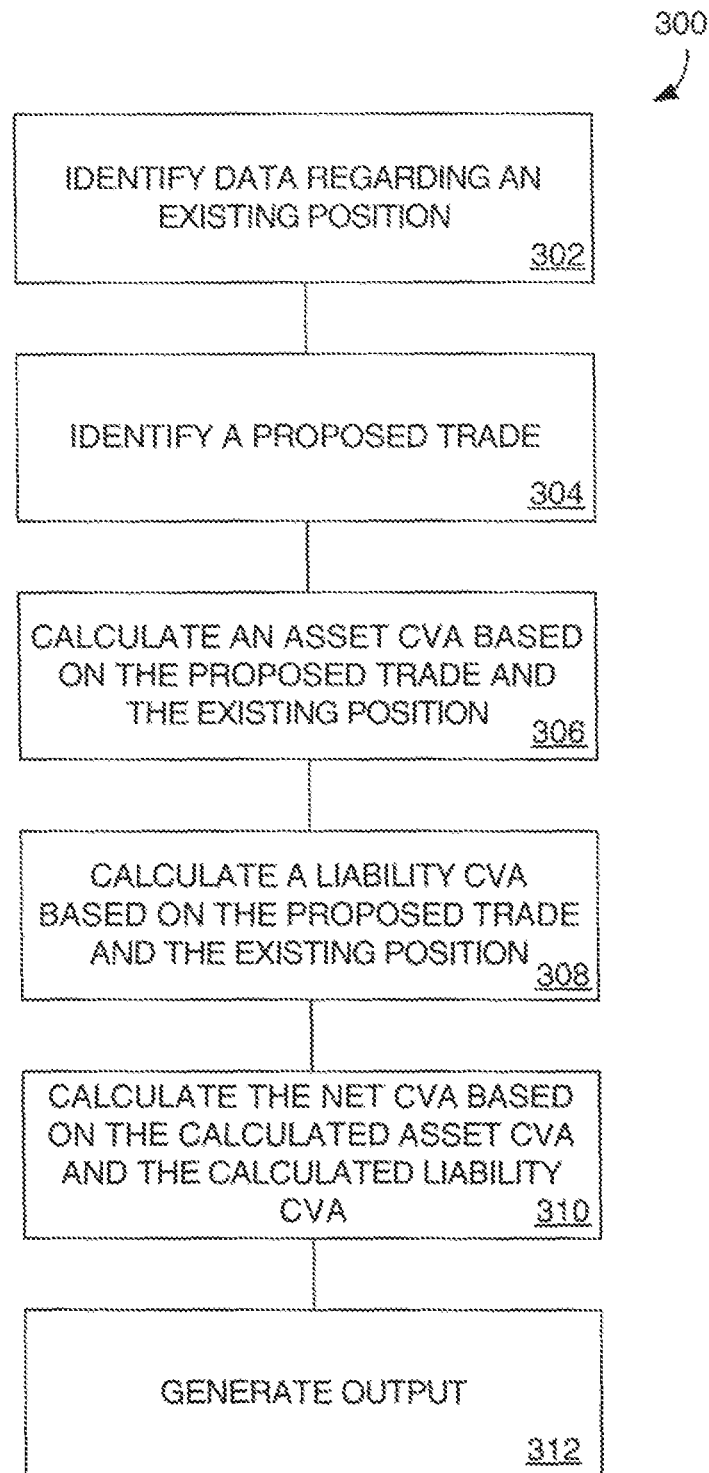 300
IDENTIFY DATA REGARDING AN
EXISTING POSITION
302
IDENTIFY A PROPOSED TRADE
304
CALCULATE AN ASSET CVA BASED
ON THE PROPOSED TRADE AND
THE EXISTING POSITION
306
CALCULATE A LIABILITY CVA
BASED ON THE PROPOSED TRADE
AND THE EXISTING POSITION
308
CALCULATE THE NET CVA BASED
ON THE CALCULATED ASSET CVA
AND THE CALCULATED LIABILITY
CVA
310
GENERATE OUTPUT
312